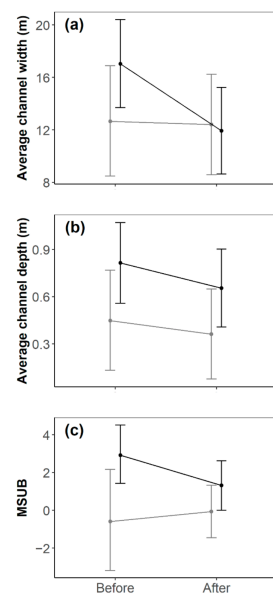 (a)
Average channel width (m)
20
16
12
8
(b)
Average channel depth (m)
0.9
0.6
0.3
(c)
MSUB
4
2
0
−2
Before After